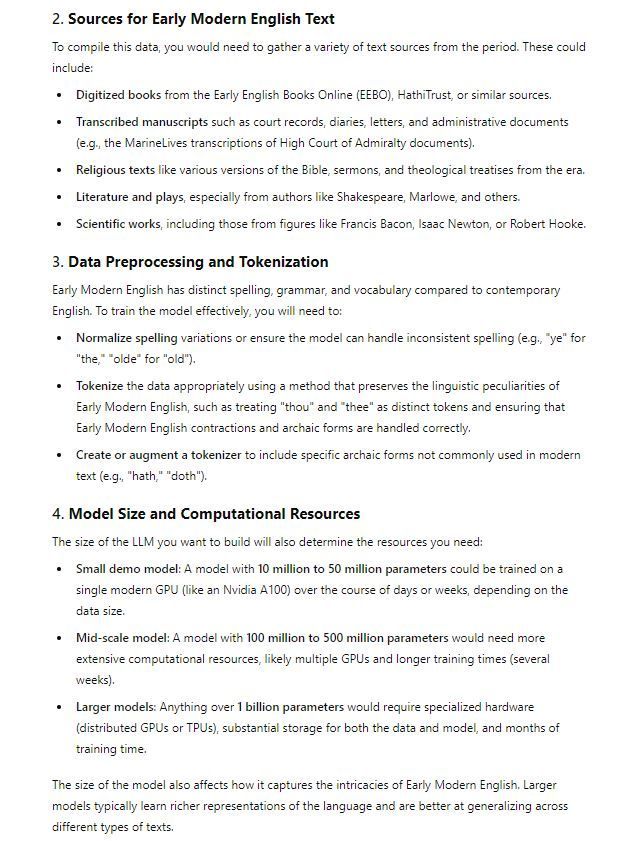 2. Sources for Early Modern English Text
To compile this data, you would need to gather a variety of text sources from the period. These could
include:
• Digitized books from the Early English Books Online (EEBO), HathiTrust, or similar sources.
• Transcribed manuscripts such as court records, diaries, letters, and administrative documents
(e.g., the MarineLives transcriptions of High Court of Admiralty documents).
• Religious texts like various versions of the Bible, sermons, and theological treatises from the era.
• Literature and plays, especially from authors like Shakespeare, Marlowe, and others.
• Scientific works, including those from figures like Francis Bacon, Isaac Newton, or Robert Hooke.
3. Data Preprocessing and Tokenization
Early Modern English has distinct spelling, grammar, and vocabulary compared to contemporary
English. To train the model effectively, you will need to:
• Normalize spelling variations or ensure the model can handle inconsistent spelling (e.g., "ye" for
"the," "olde" for "old").
• Tokenize the data appropriately using a method that preserves the linguistic peculiarities of
Early Modern English, such as treating "thou" and "thee" as distinct tokens and ensuring that
Early Modern English contractions and archaic forms are handled correctly.
• Create or augment a tokenizer to include specific archaic forms not commonly used in modern
text (e.g., "hath," "doth").
4. Model Size and Computational Resources
The size of the LLM you want to build will also determine the resources you need:
• Small demo model: A model with 10 million to 50 million parameters could be trained on a
single modern GPU (like an Nvidia A100) over the course of days or weeks, depending on the
data size.
• Mid-scale model: A model with 100 million to 500 million parameters would need more
extensive computational resources, likely multiple GPUs and longer training times (several
weeks).
• Larger models: Anything over 1 billion parameters would require specialized hardware
(distributed GPUs or TPUs), substantial storage for both the data and model, and months of
training time.
The size of the model also affects how it captures the intricacies of Early Modern English. Larger
models typically learn richer representations of the language and are better at generalizing across
different types of texts.